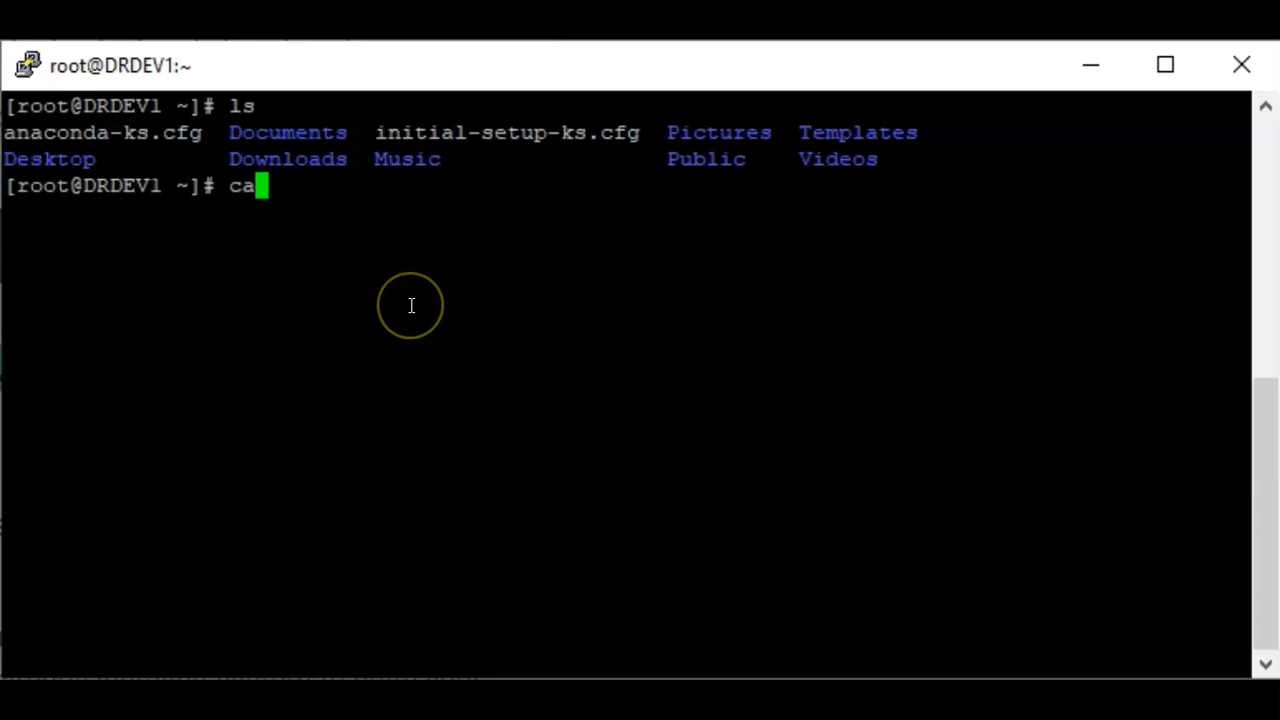 root@DRDEV1:~
[root@DRDEV1 ~]# ls
anaconda-ks.cfg  Documents  initial-setup-ks.cfg  Pictures  Templates
Desktop          Downloads  Music                 Public    Videos
[root@DRDEV1 ~]# ca